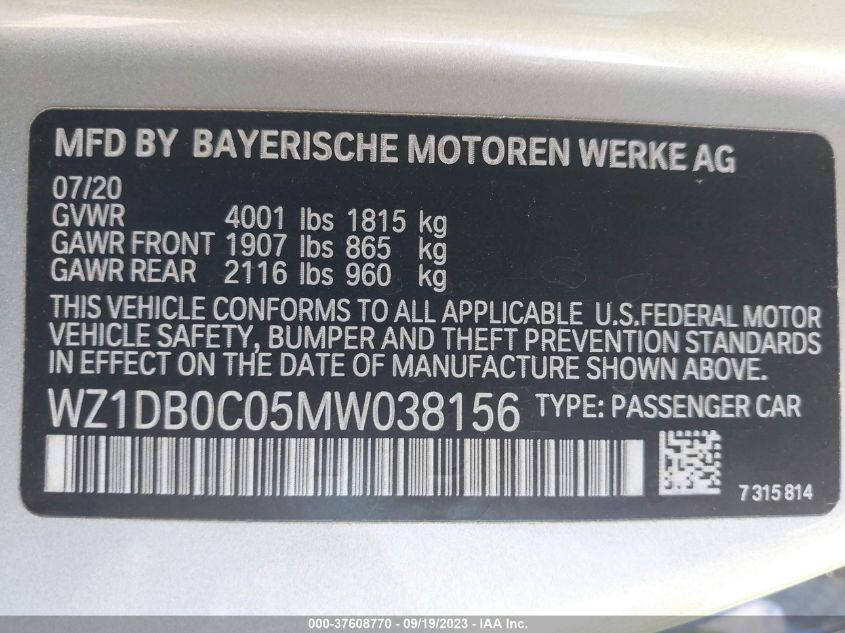 MFD BY BAYERISCHE MOTOREN WERKE AG
07/20
GVWR 4001 lbs 1815 kg
GAWR FRONT 1907 lbs 865 kg
GAWR REAR 2116 lbs 960 kg
THIS VEHICLE CONFORMS TO ALL APPLICABLE U.S.FEDERAL MOTOR
VEHICLE SAFETY, BUMPER AND THEFT PREVENTION STANDARDS
IN EFFECT ON THE DATE OF MANUFACTURE SHOWN ABOVE.
WZ1DB0C05MW038156 TYPE: PASSENGER CAR
7315814
000-37608770 - 09/19/2023 - IAA Inc.